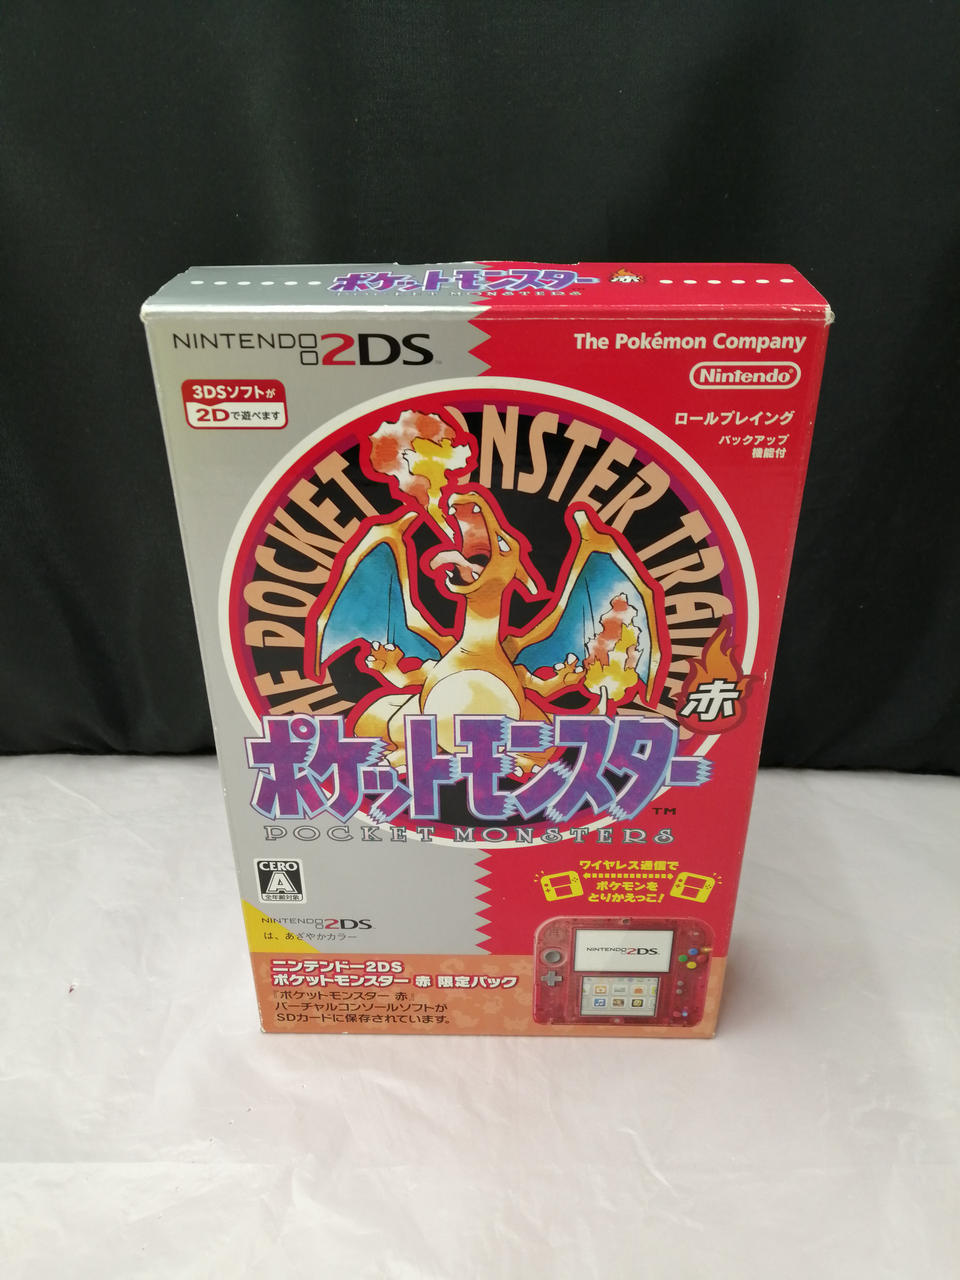 ポケットモンスター 赤
POCKET MONSTERS
NINTENDO 2DS™
The Pokémon Company
Nintendo®
3DSソフトが
2Dで遊べます
ロールプレイング
バックアップ
機能付
THE POCKET MONSTER TRAINER
赤
ポケットモンスター
TM
POCKET MONSTERS
CERO
A
全年齢対象
ワイヤレス通信で
ポケモンを
とりかえっこ!
NINTENDO 2DS
は、あざやかカラー
NINTENDO 2DS
ニンテンドー2DS
ポケットモンスター 赤 限定パック
『ポケットモンスター 赤』
バーチャルコンソールソフトが
SDカードに保存されています。